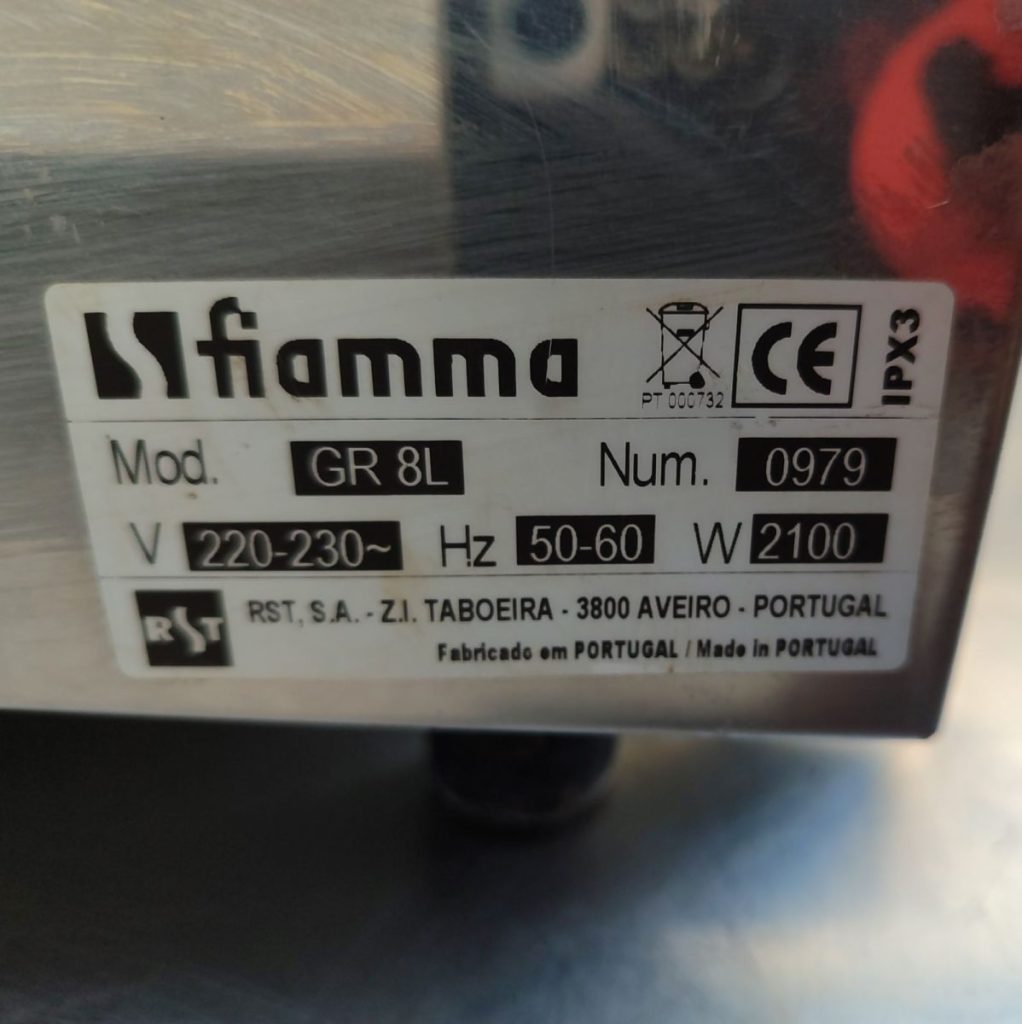 fiamma
PT 000732
CE
IPX3
Mod. GR 8L Num. 0979
V 220-230~ Hz 50-60 W 2100
RST RST, S.A. - Z.I. TABOEIRA - 3800 AVEIRO - PORTUGAL
Fabricado em PORTUGAL / Made in PORTUGAL